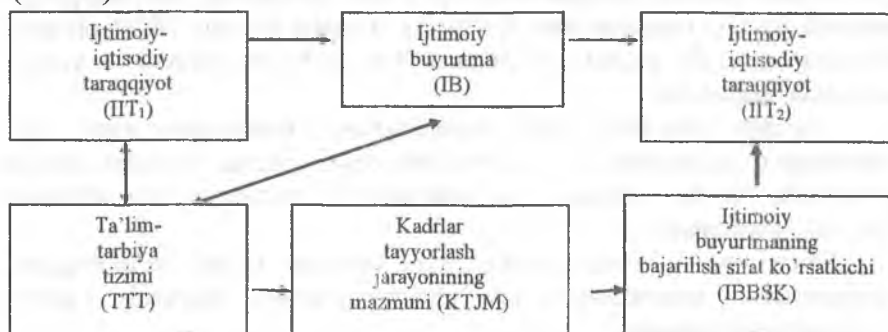 Ijtimoiy-
iqtisodiy
taraqqiyot
(IIT₁)
Ijtimoiy
buyurtma
(IB)
Ijtimoiy-
iqtisodiy
taraqqiyot
(IIT₂)
Ta'lim-
tarbiya
tizimi
(TTT)
Kadrlar
tayyorlash
jarayonining
mazmuni (KTJM)
Ijtimoiy
buyurtmaning
bajarilish sifat ko'rsatkichi
(IBBSK)